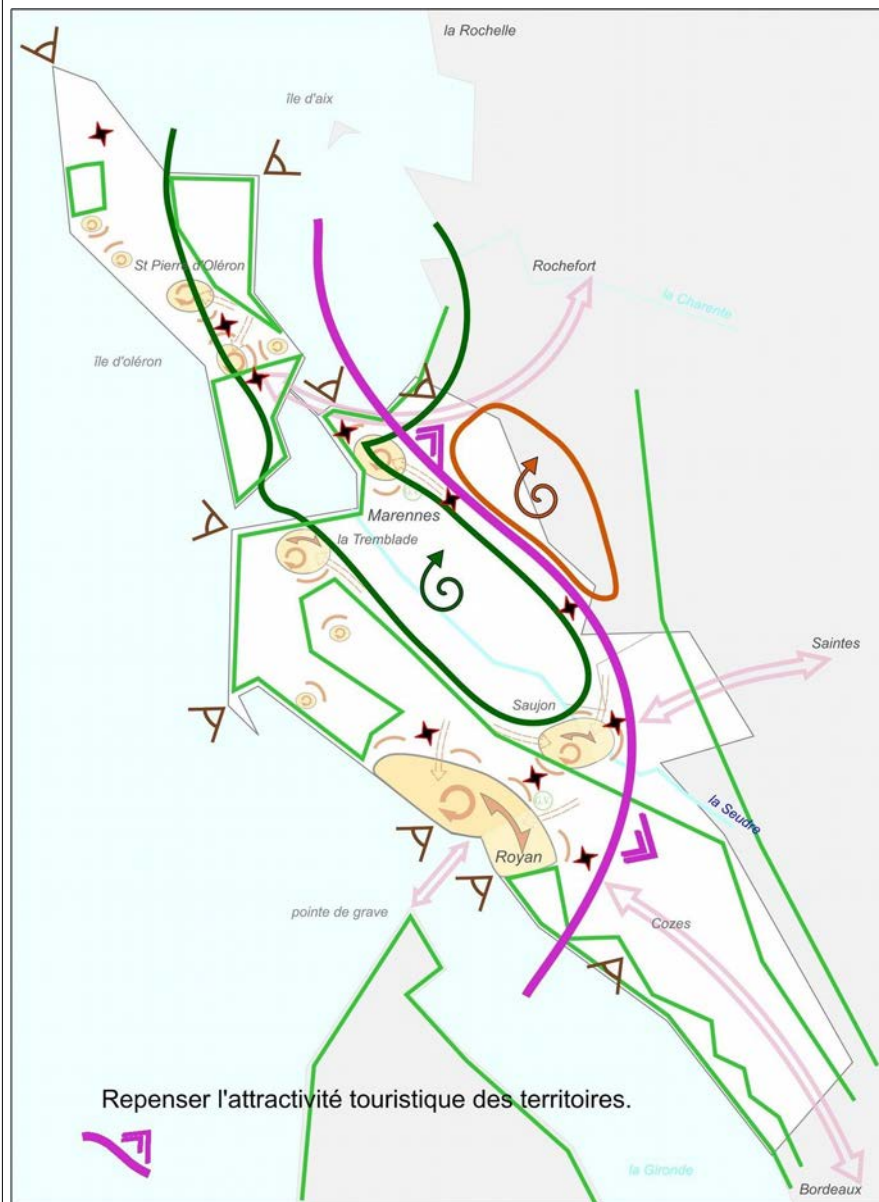 la Rochelle
île d'aix
Rochefort
St Pierre d'Oléron
la Charente
île d'oléron
Marennes
la Tremblade
Saintes
Saujon
la Seudre
Royan
pointe de grave
Cozes
Repenser l'attractivité touristique des territoires.
la Gironde
Bordeaux